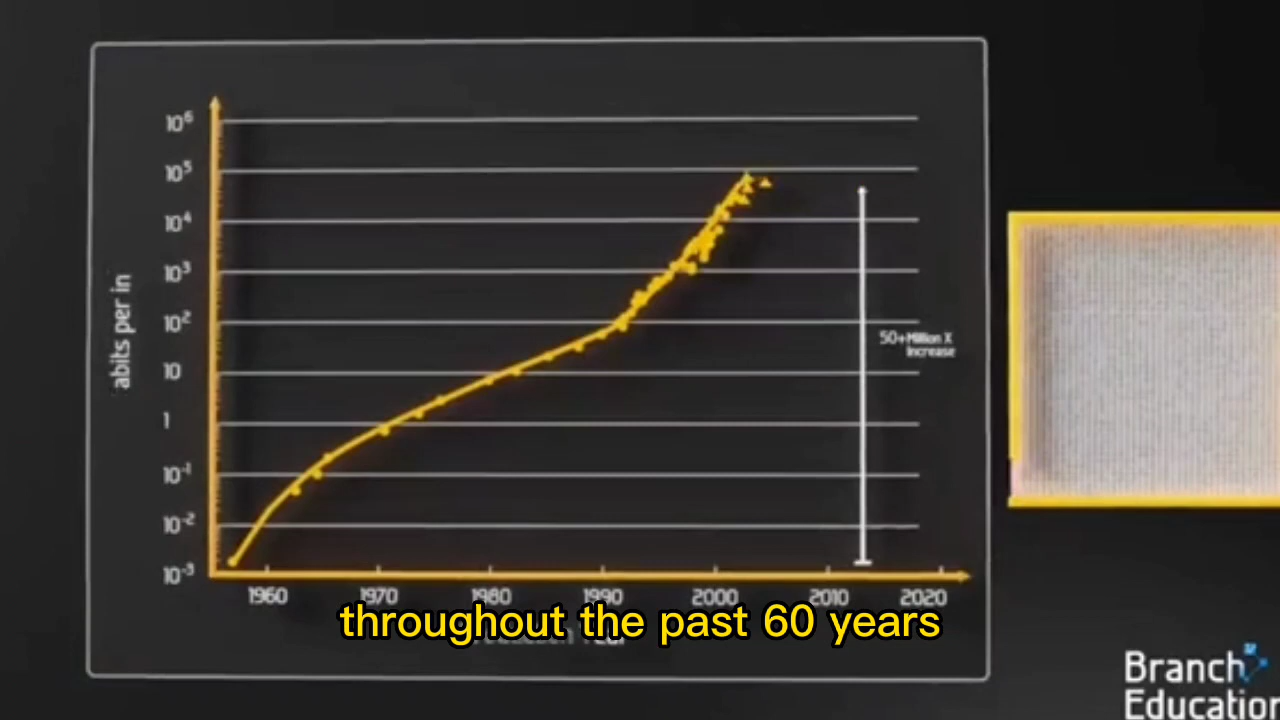 10⁶
10⁵
10⁴
10³
10²
10
1
10⁻¹
10⁻²
10⁻³
abits per in
50+Million X
Increase
1960 1970 1980 1990 2000 2010 2020
throughout the past 60 years
Branch
Education